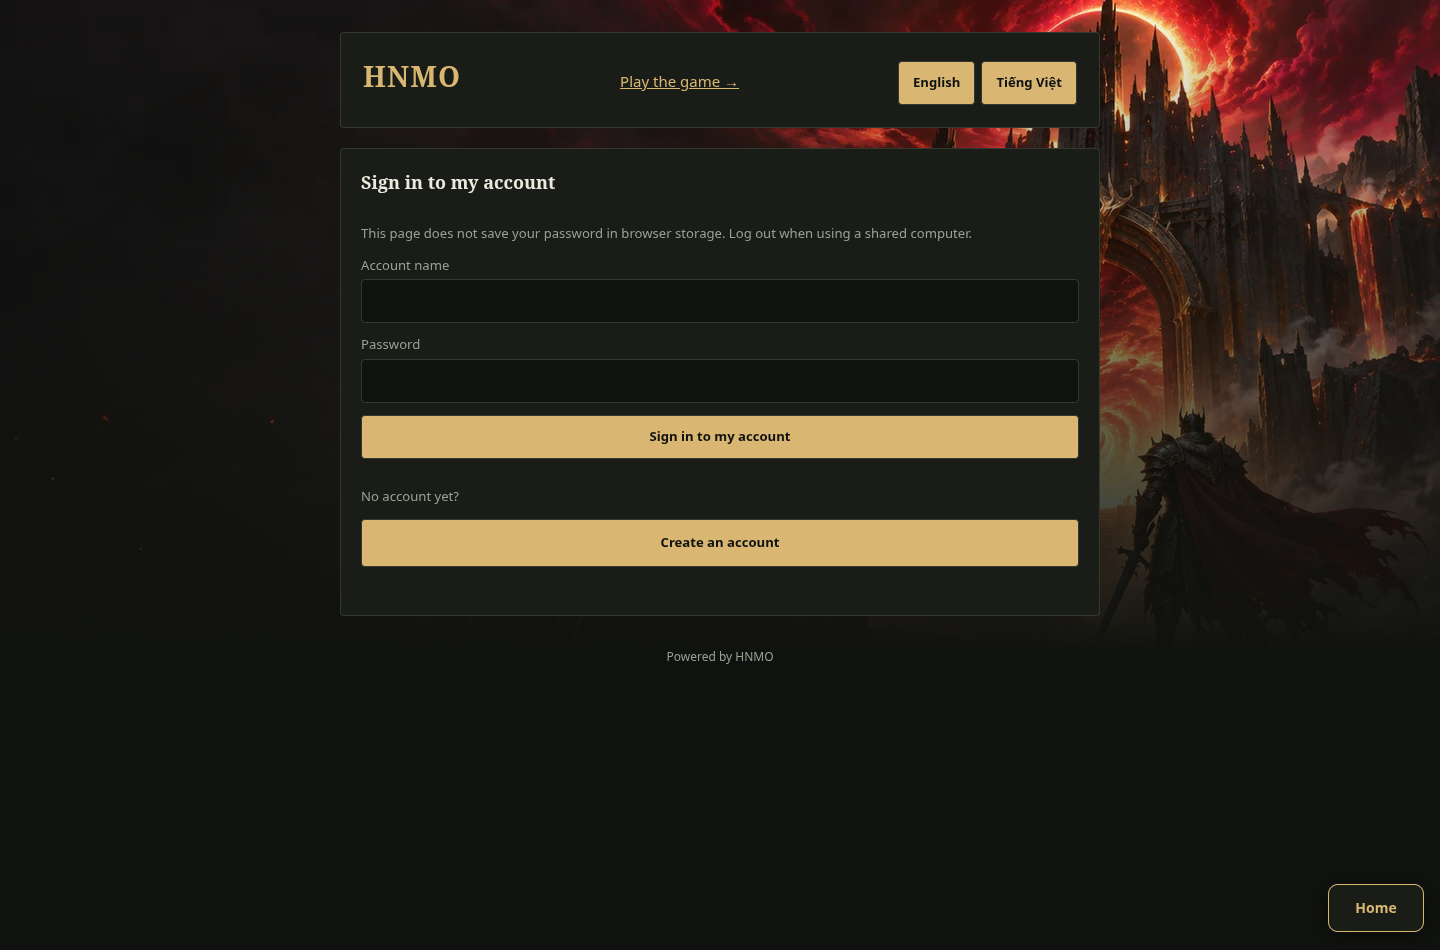 HNMO
Play the game →
English
Tiếng Việt
Sign in to my account
This page does not save your password in browser storage. Log out when using a shared computer.
Account name
Password
Sign in to my account
No account yet?
Create an account
Powered by HNMO
Home